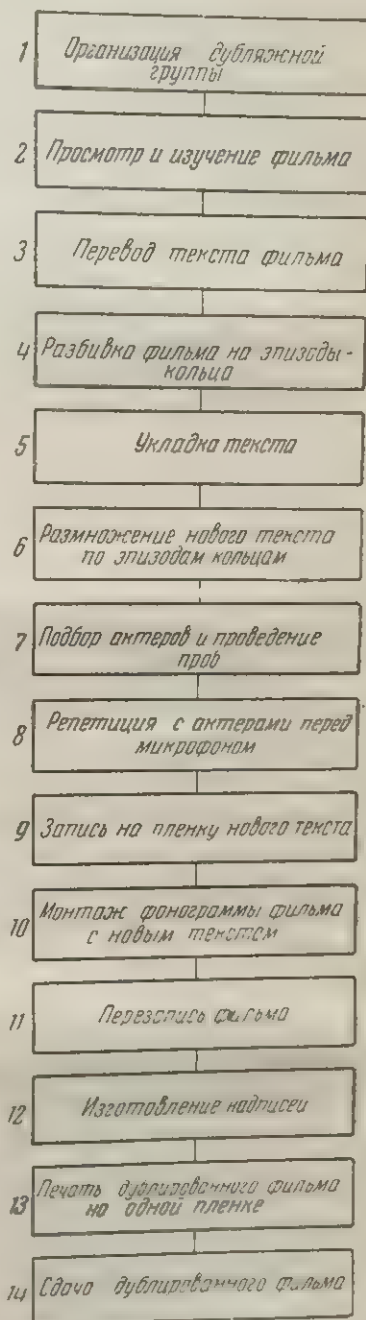 1 Организация дубляжной
группы
2 Просмотр и изучение фильма
3 Перевод текста фильма
4 Разбивка фильма на эпизоды-
кольца
5 Укладка текста
6 Размножение нового текста
по эпизодам кольцам
7 Подбор актеров и проведение
проб
8 Репетиция с актерами перед
микрофоном
9 Запись на пленку нового текста
10 Монтаж фонограммы фильма
с новым текстом
11 Перезапись фильма
12 Изготовление надписей
13 Печать дублированного фильма
на одной пленке
14 Сдача дублированного фильма